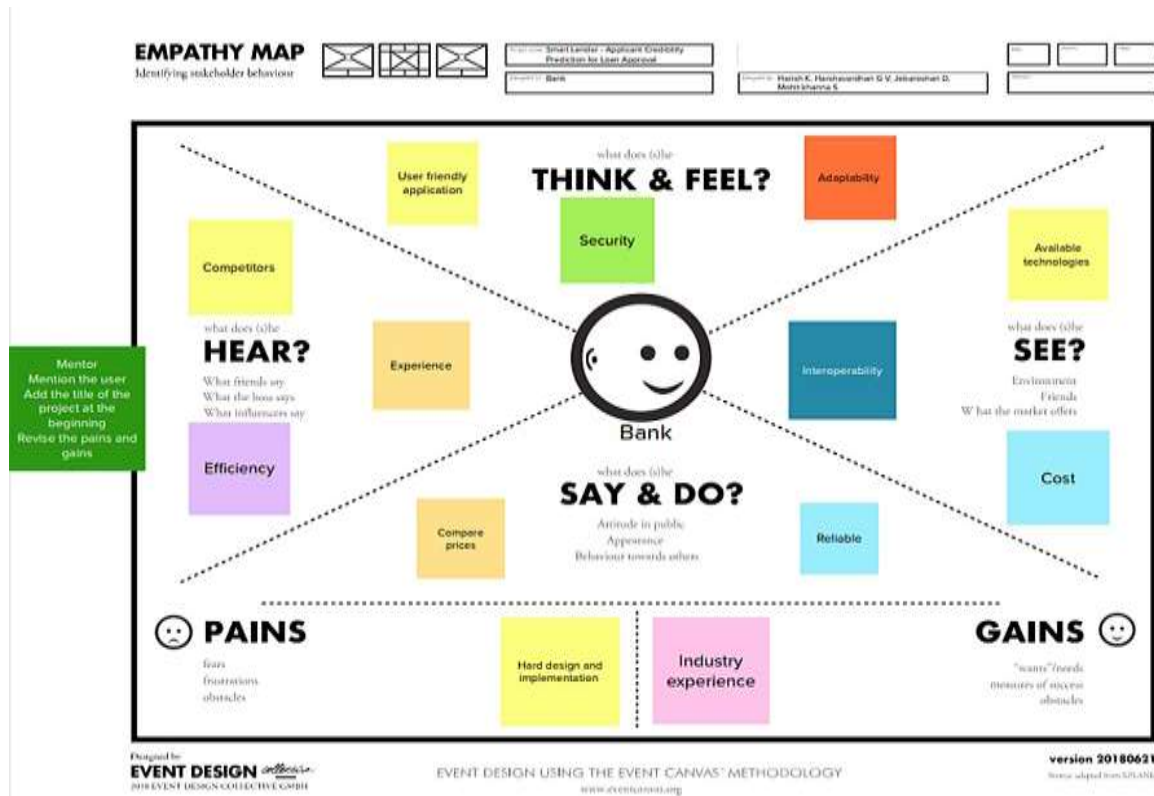 EMPATHY MAP
Identifying stakeholder behaviour
Smart Lender - Applicant Credibility
Prediction for Loan Approval
Bank
Harish K, Harshavardhan G V, Jebaroshan D,
Mohit khanna S
User friendly
application
what does (s)he
THINK & FEEL?
Adaptability
Security
Competitors
Available
technologies
what does (s)he
HEAR?
What friends say
What the boss says
What influencers say
Experience
Interoperability
what does (s)he
SEE?
Environment
Friends
What the market offers
Mentor
Mention the user
Add the title of the
project at the
beginning
Revise the pains and
gains
Bank
Efficiency
Cost
what does (s)he
SAY & DO?
Attitude in public
Appearance
Behaviour towards others
Compare
prices
Reliable
PAINS
fears
frustrations
obstacles
Hard design and
implementation
Industry
experience
GAINS
"wants"/needs
measures of success
obstacles
Designed by
EVENT DESIGN collective
2018 EVENT DESIGN COLLECTIVE GMBH
EVENT DESIGN USING THE EVENT CANVAS™ METHODOLOGY
www.eventcanvas.org
version 20180621